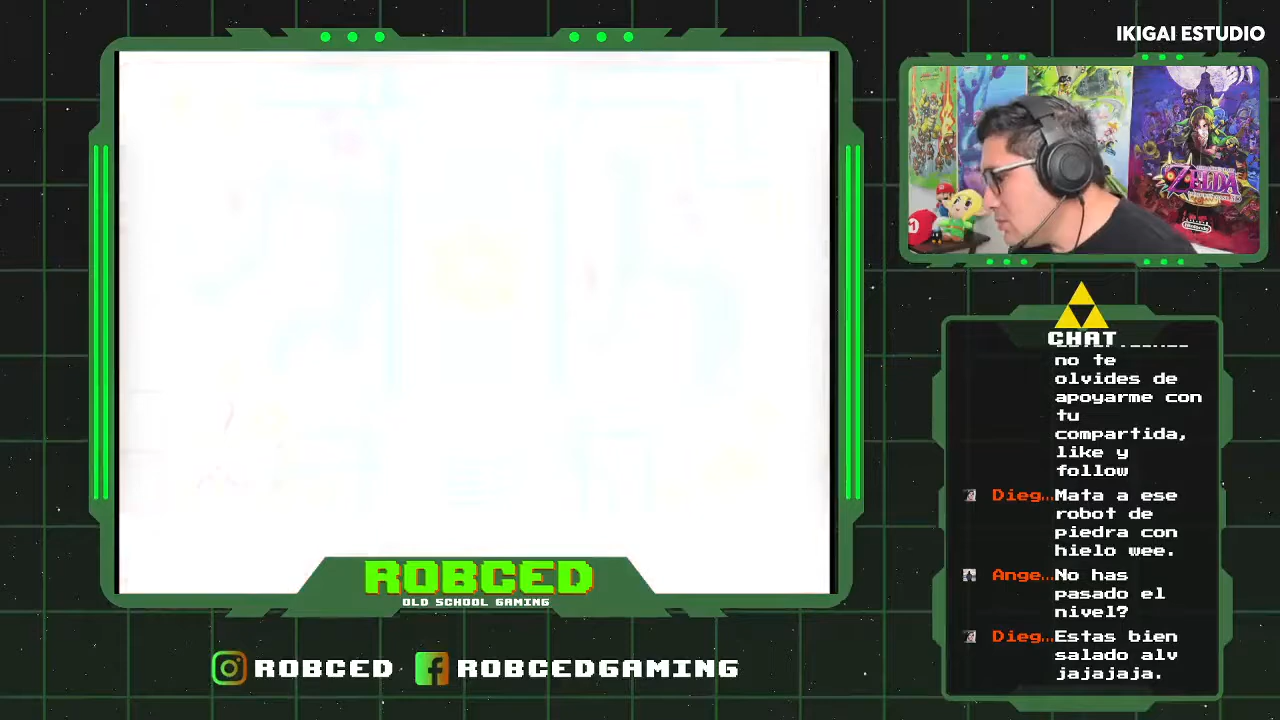 IKIGAI ESTUDIO
ZELDA
CHAT
no te
olvides de
apoyarme con
tu
compartida,
like y
follow
Dieg… Mata a ese
robot de
piedra con
hielo wee.
Ange… No has
pasado el
nivel?
Dieg… Estas bien
salado alv
jajajaja.
ROBCED
OLD SCHOOL GAMING
ROBCED
ROBCEDGAMING